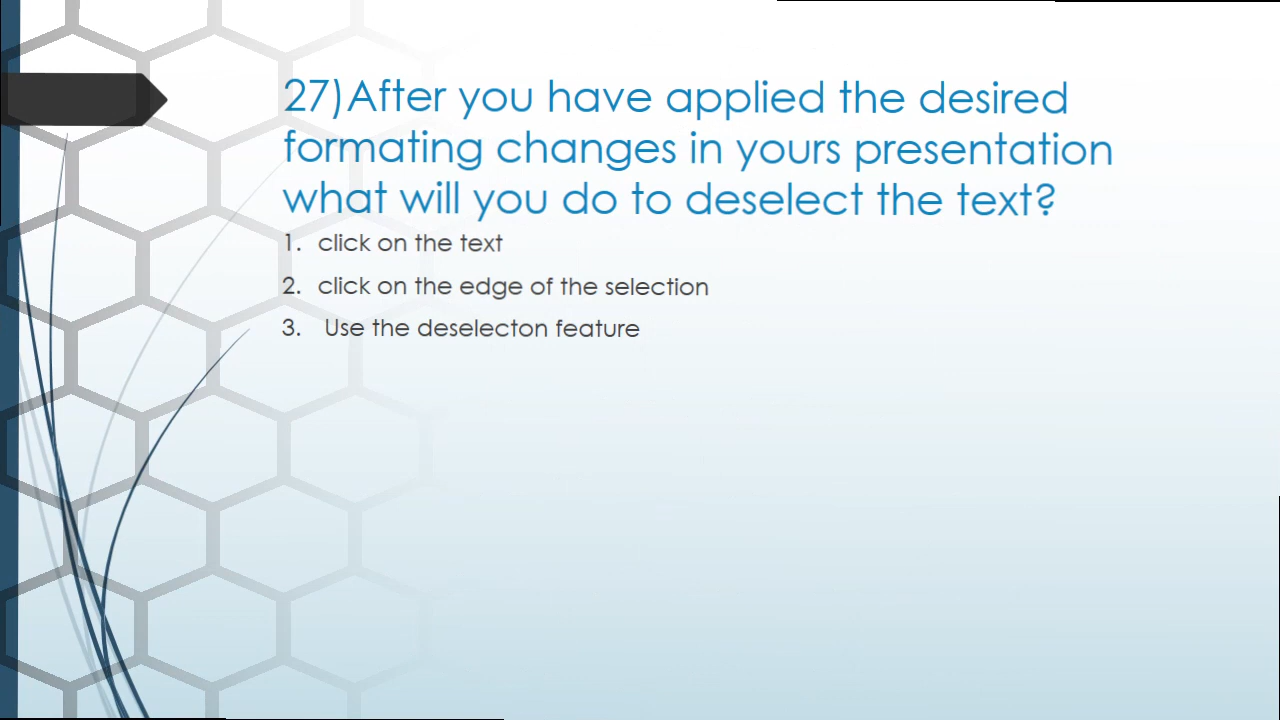 27)After you have applied the desired
formating changes in yours presentation
what will you do to deselect the text?
1. click on the text
2. click on the edge of the selection
3. Use the deselecton feature